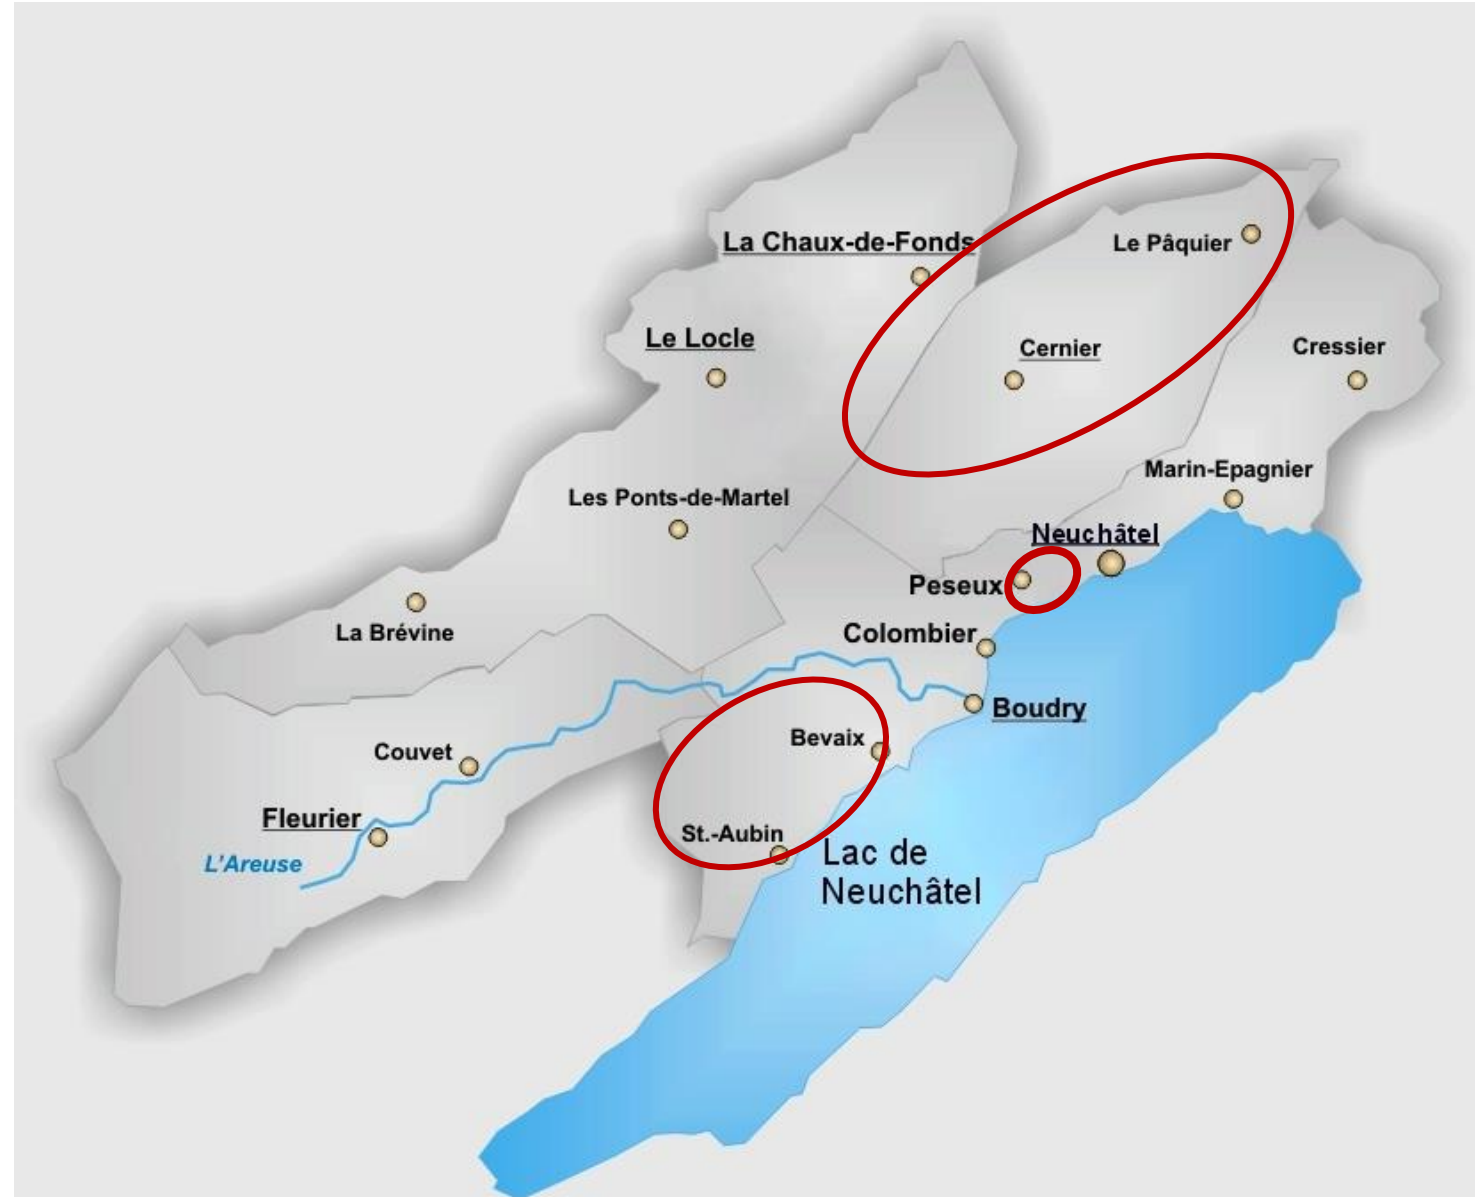 La Chaux-de-Fonds
Le Pâquier
Le Locle
Cernier
Cressier
Marin-Epagnier
Les Ponts-de-Martel
Neuchâtel
Peseux
La Brévine
Colombier
Boudry
Bevaix
Couvet
Fleurier
St.-Aubin
L'Areuse
Lac de
Neuchâtel